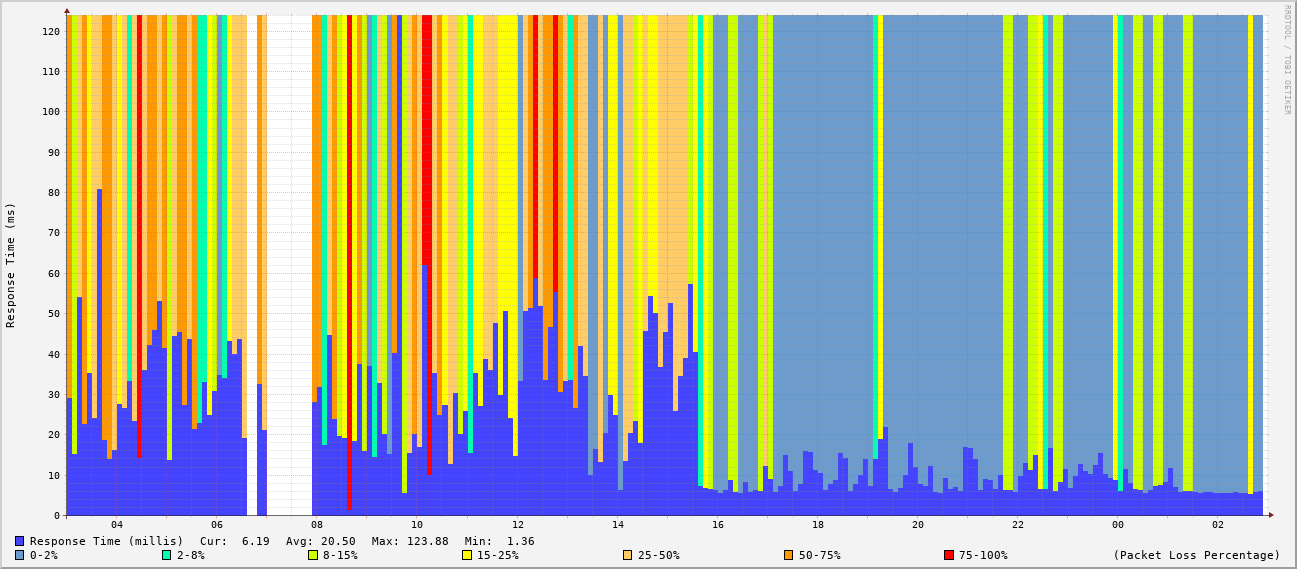 RRDTOOL / TOBI OETIKER
Response Time (ms)
120
110
100
90
80
70
60
50
40
30
20
10
0
04 06 08 10 12 14 16 18 20 22 00 02
Response Time (millis) Cur: 6.19 Avg: 20.50 Max: 123.88 Min: 1.36
0-2% 2-8% 8-15% 15-25% 25-50% 50-75% 75-100% (Packet Loss Percentage)